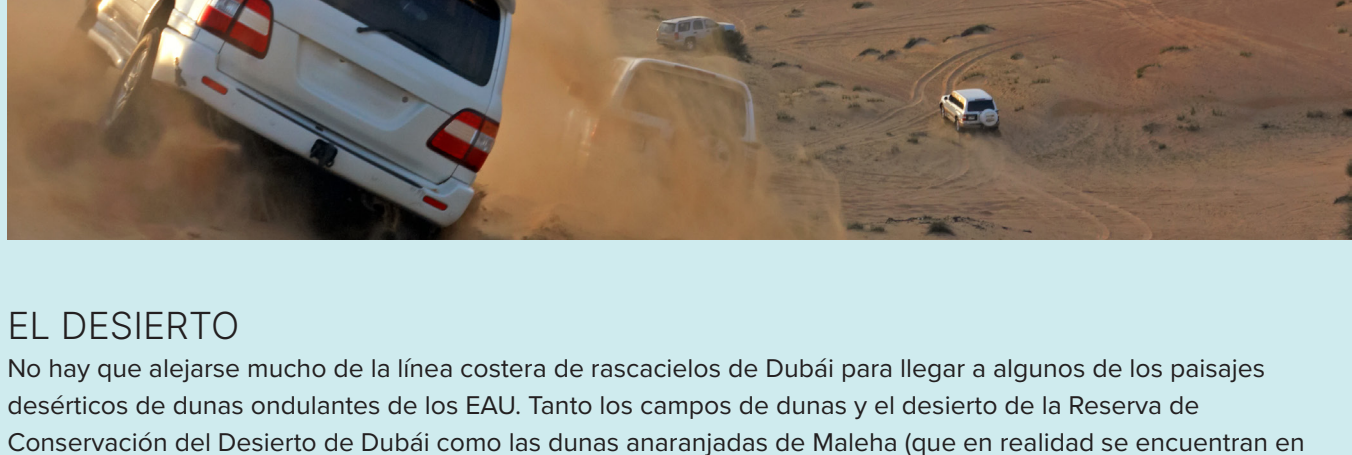 EL DESIERTO
No hay que alejarse mucho de la línea costera de rascacielos de Dubái para llegar a algunos de los paisajes
desérticos de dunas ondulantes de los EAU. Tanto los campos de dunas y el desierto de la Reserva de
Conservación del Desierto de Dubái como las dunas anaranjadas de Maleha (que en realidad se encuentran en